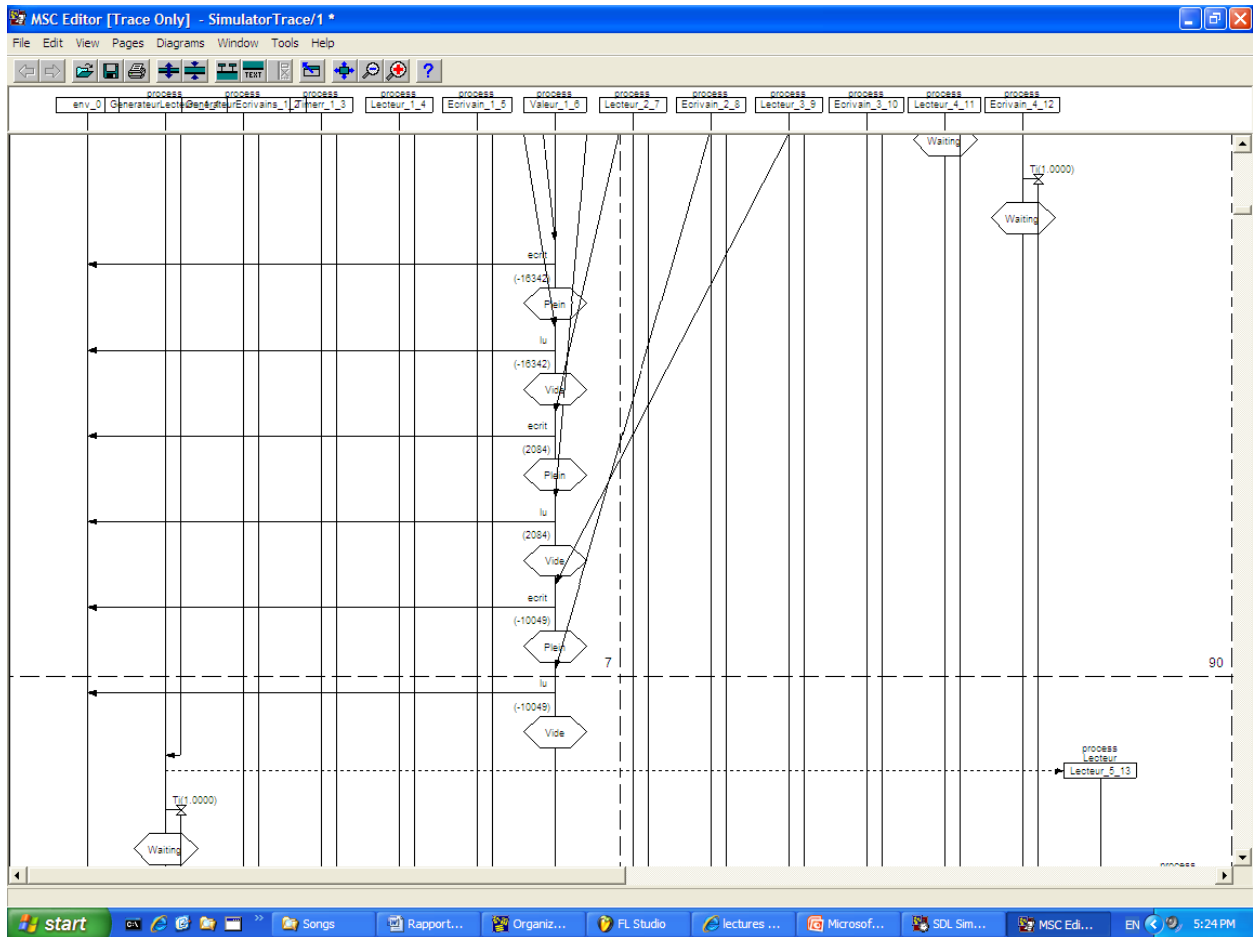 MSC Editor [Trace Only] - SimulatorTrace/1 *
File Edit View Pages Diagrams Window Tools Help
TEXT
?
process process process process process process process process process process process
env_0 Timerr_1_3 Lecteur_1_4 Ecrivain_1_5 Valeur_1_6 Lecteur_2_7 Ecrivain_2_8 Lecteur_3_9 Ecrivain_3_10 Lecteur_4_11 Ecrivain_4_12
Waiting
Ti(1.0000)
Waiting
ecrit
(-16342)
Plein
lu
(-16342)
Vide
ecrit
(2084)
Plein
lu
(2084)
Vide
ecrit
(-10049)
Plein
7 90
lu
(-10049)
Vide
process
Lecteur
Lecteur_5_13
Ti(1.0000)
Waiting
process
start Songs Rapport... Organiz... FL Studio lectures ... Microsof... SDL Sim... MSC Edi... EN 5:24 PM